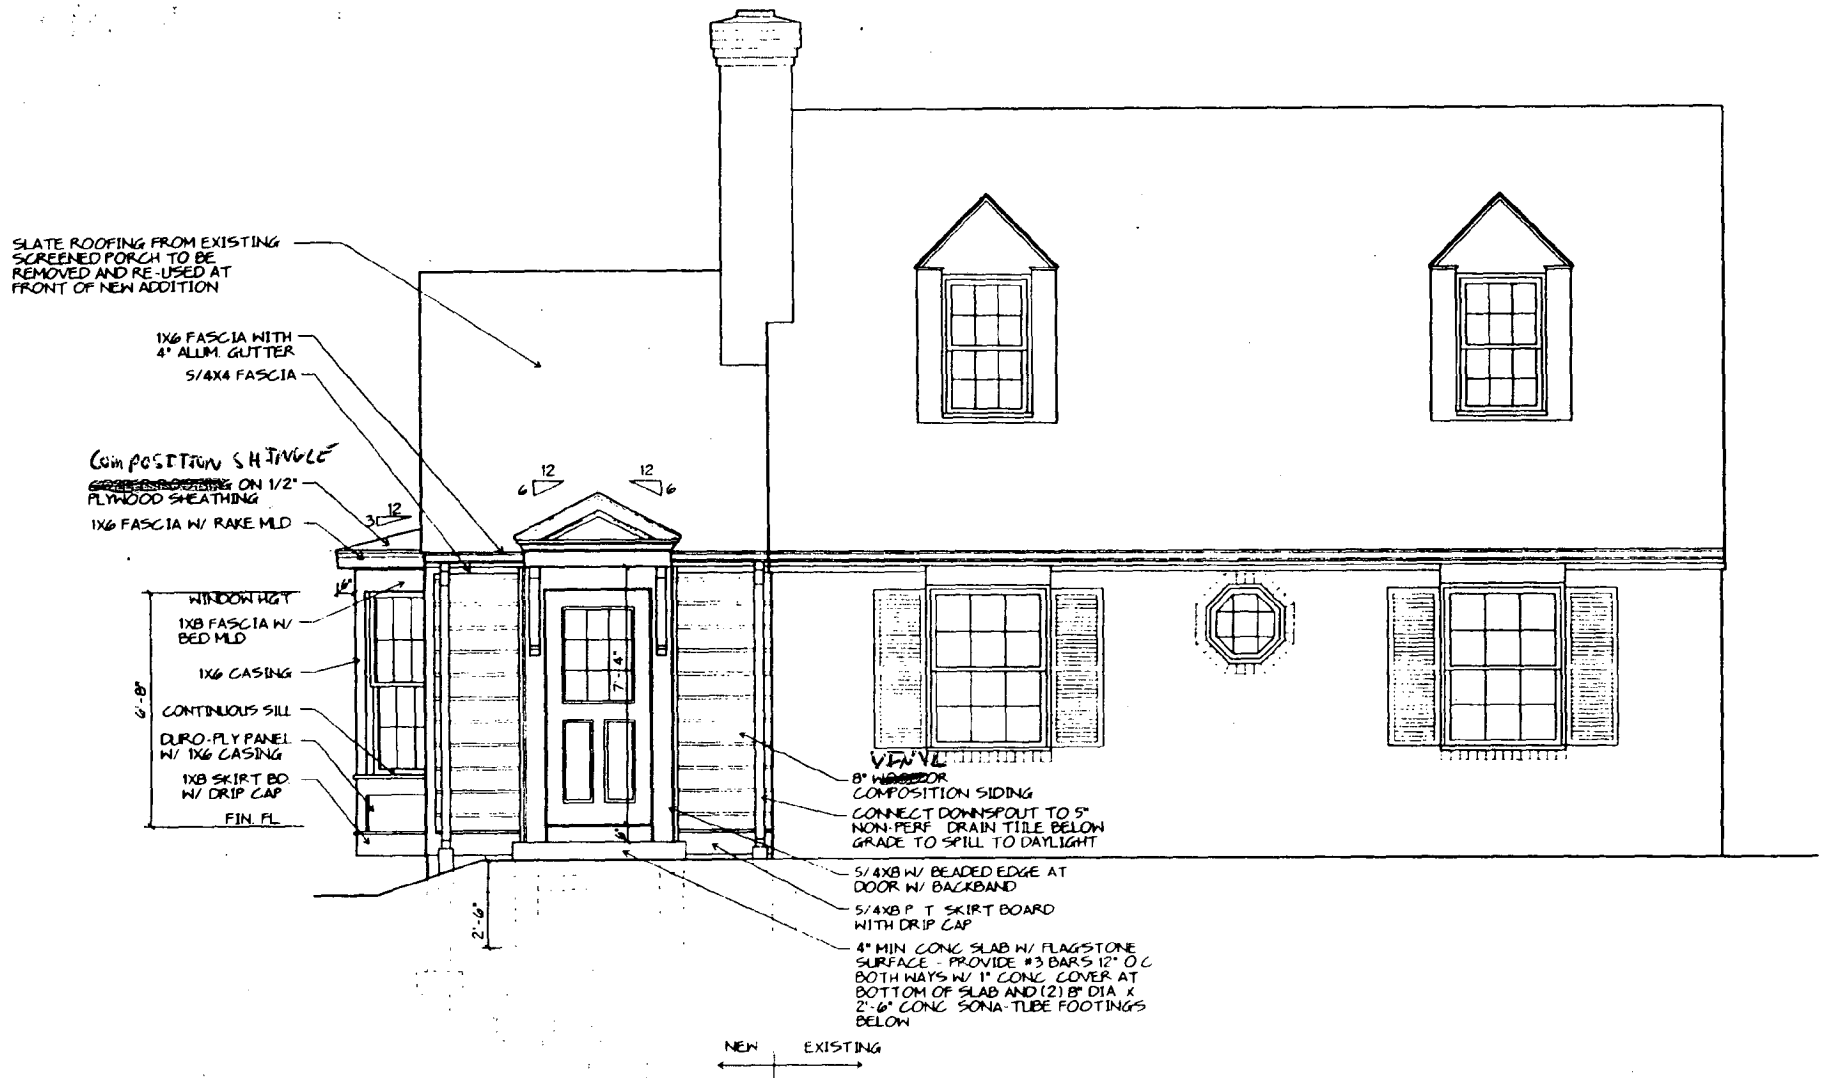 SLATE ROOFING FROM EXISTING
SCREENED PORCH TO BE
REMOVED AND RE-USED AT
FRONT OF NEW ADDITION
1X6 FASCIA WITH
4" ALUM. GUTTER
5/4X4 FASCIA
COMPOSITION SHINGLE
ON 1/2"
PLYWOOD SHEATHING
1X6 FASCIA W/ RAKE MLD
12
3
12
6
12
6
6"
WINDOW HGT
1X8 FASCIA W/
BED MLD
1X6 CASING
6'-8"
CONTINUOUS SILL
DURO-PLY PANEL
W/ 1X6 CASING
1X8 SKIRT BD.
W/ DRIP CAP
FIN. FL
7'-4"
6"
2'-6"
VINYL
8" OR
COMPOSITION SIDING
CONNECT DOWNSPOUT TO 5"
NON-PERF DRAIN TILE BELOW
GRADE TO SPILL TO DAYLIGHT
5/4X8 W/ BEADED EDGE AT
DOOR W/ BACKBAND
5/4X8 P T SKIRT BOARD
WITH DRIP CAP
4" MIN CONC SLAB W/ FLAGSTONE
SURFACE - PROVIDE #3 BARS 12" O C
BOTH WAYS W/ 1" CONC COVER AT
BOTTOM OF SLAB AND (2) 8" DIA X
2'-6" CONC SONA-TUBE FOOTINGS
BELOW
NEW EXISTING